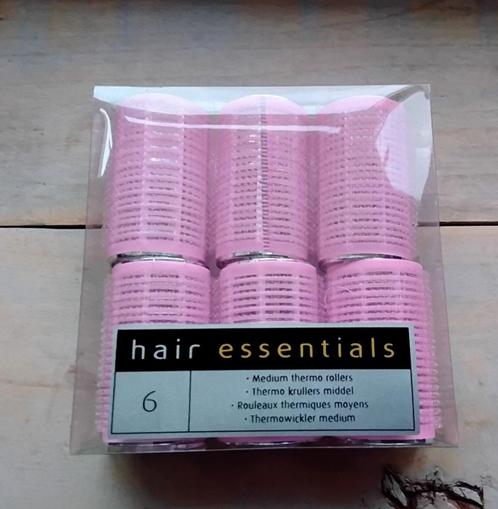 hair essentials
6
· Medium thermo rollers
· Thermo krullers middel
· Rouleaux thermiques moyens
· Thermowickler medium